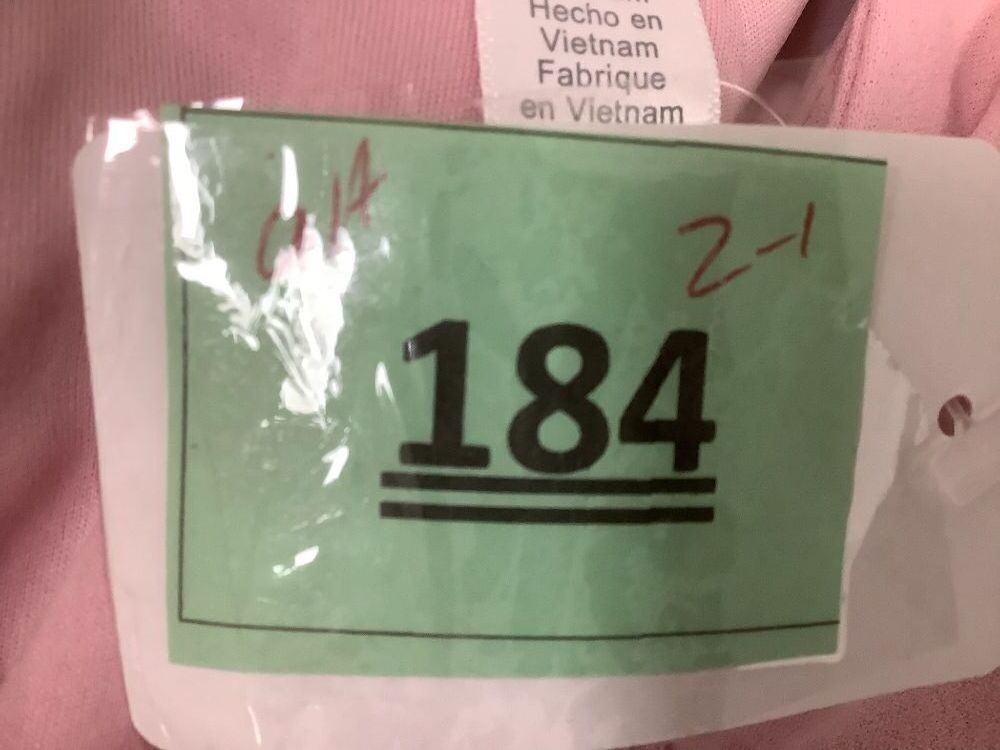 Hecho en
Vietnam
Fabrique
en Vietnam
2-1
184